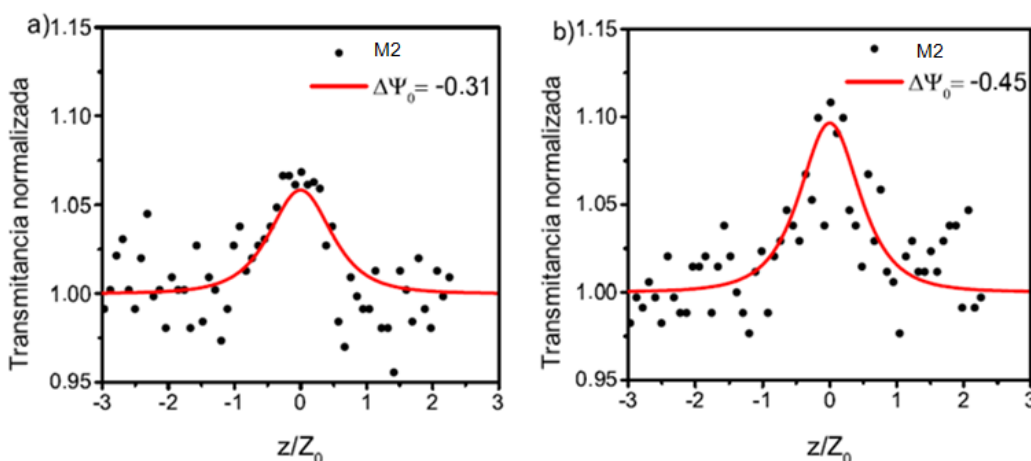 a)
M2
ΔΨ₀= -0.31
Transmitancia normalizada
1.15
1.10
1.05
1.00
0.95
-3 -2 -1 0 1 2 3
z/Z₀
b)
M2
ΔΨ₀= -0.45
Transmitancia normalizada
1.15
1.10
1.05
1.00
0.95
-3 -2 -1 0 1 2 3
z/Z₀